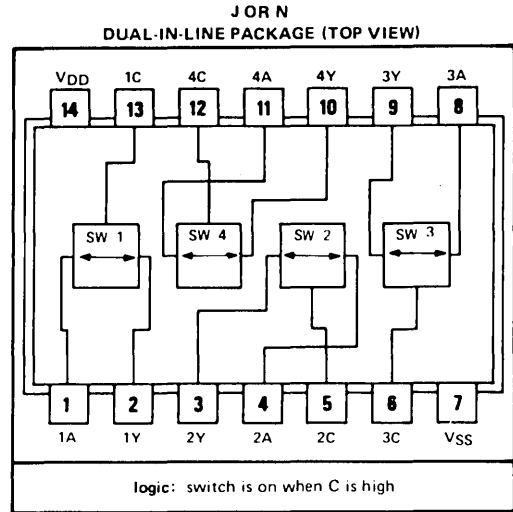 J OR N
DUAL-IN-LINE PACKAGE (TOP VIEW)
VDD 1C 4C 4A 4Y 3Y 3A
14 13 12 11 10 9 8
SW 1 SW 4 SW 2 SW 3
1 2 3 4 5 6 7
1A 1Y 2Y 2A 2C 3C VSS
logic: switch is on when C is high